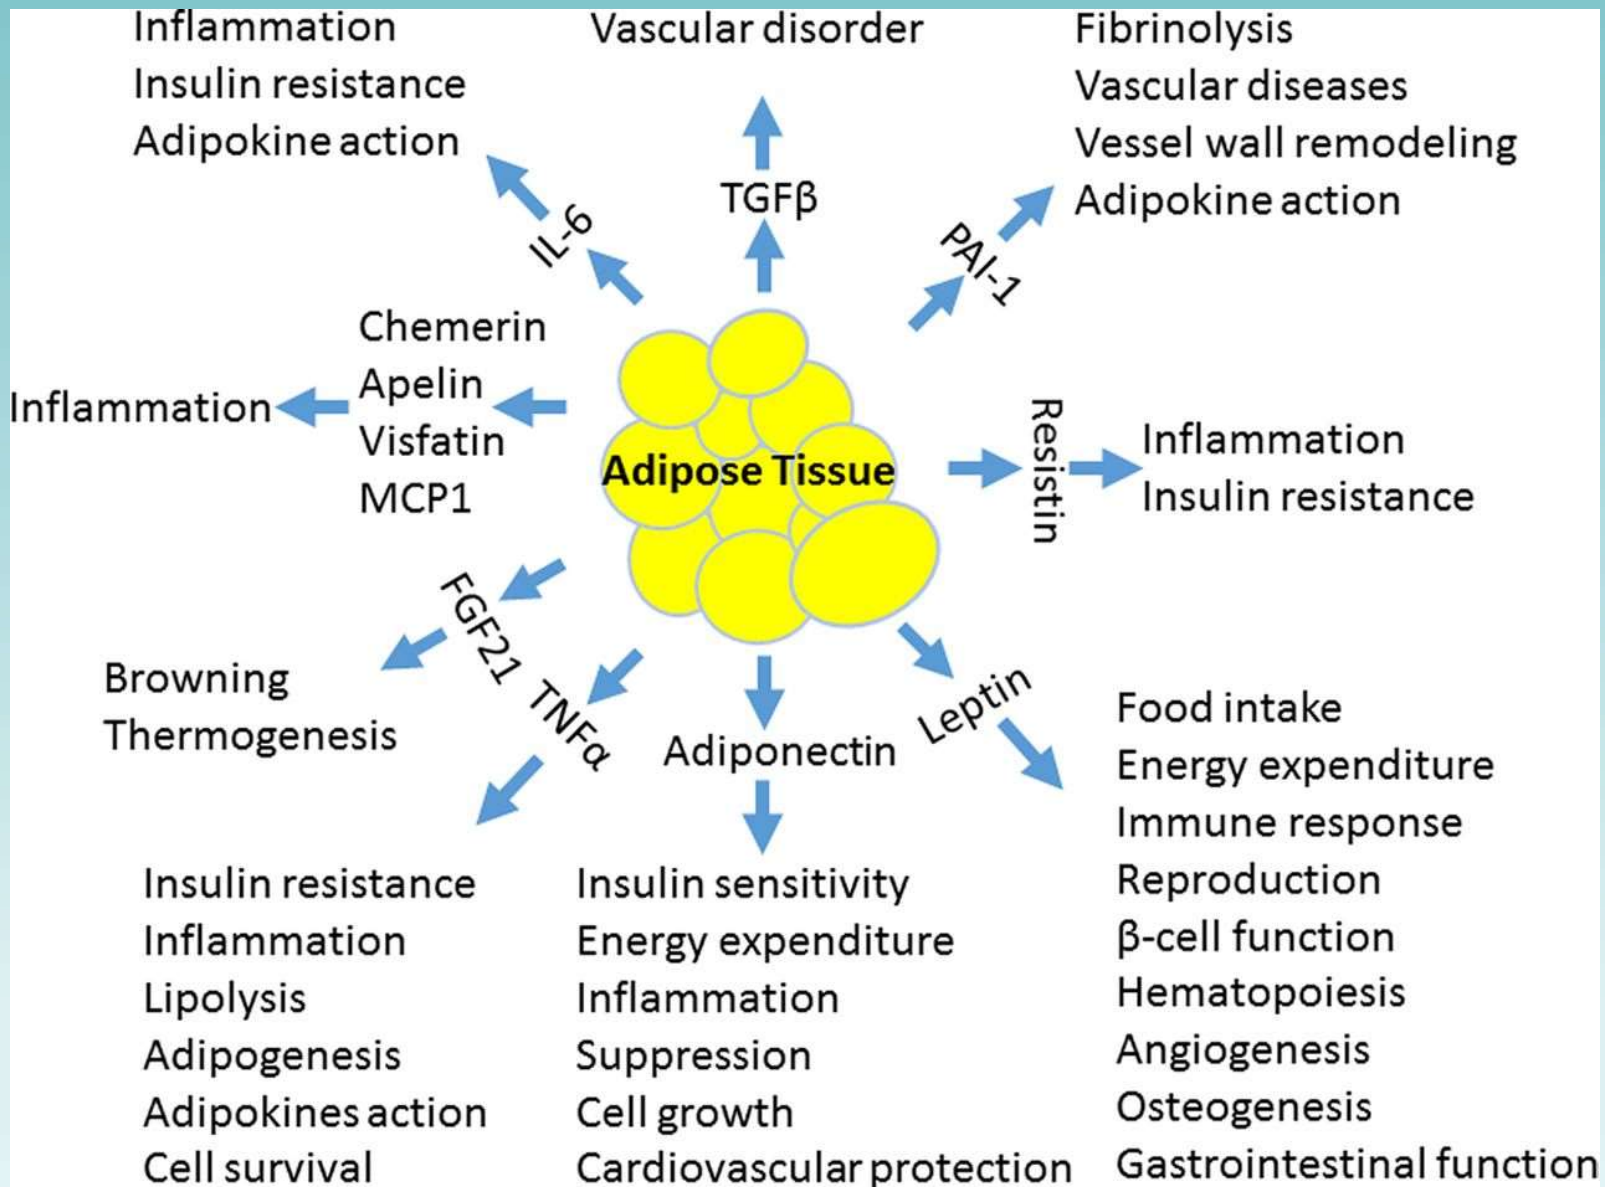 Inflammation
Insulin resistance
Adipokine action
Vascular disorder
Fibrinolysis
Vascular diseases
Vessel wall remodeling
Adipokine action
IL-6
TGFβ
PAI-1
Chemerin
Apelin
Visfatin
MCP1
Inflammation
Adipose Tissue
Resistin
Inflammation
Insulin resistance
FGF21
Browning
Thermogenesis
TNFα
Adiponectin
Leptin
Insulin resistance
Inflammation
Lipolysis
Adipogenesis
Adipokines action
Cell survival
Insulin sensitivity
Energy expenditure
Inflammation
Suppression
Cell growth
Cardiovascular protection
Food intake
Energy expenditure
Immune response
Reproduction
β-cell function
Hematopoiesis
Angiogenesis
Osteogenesis
Gastrointestinal function